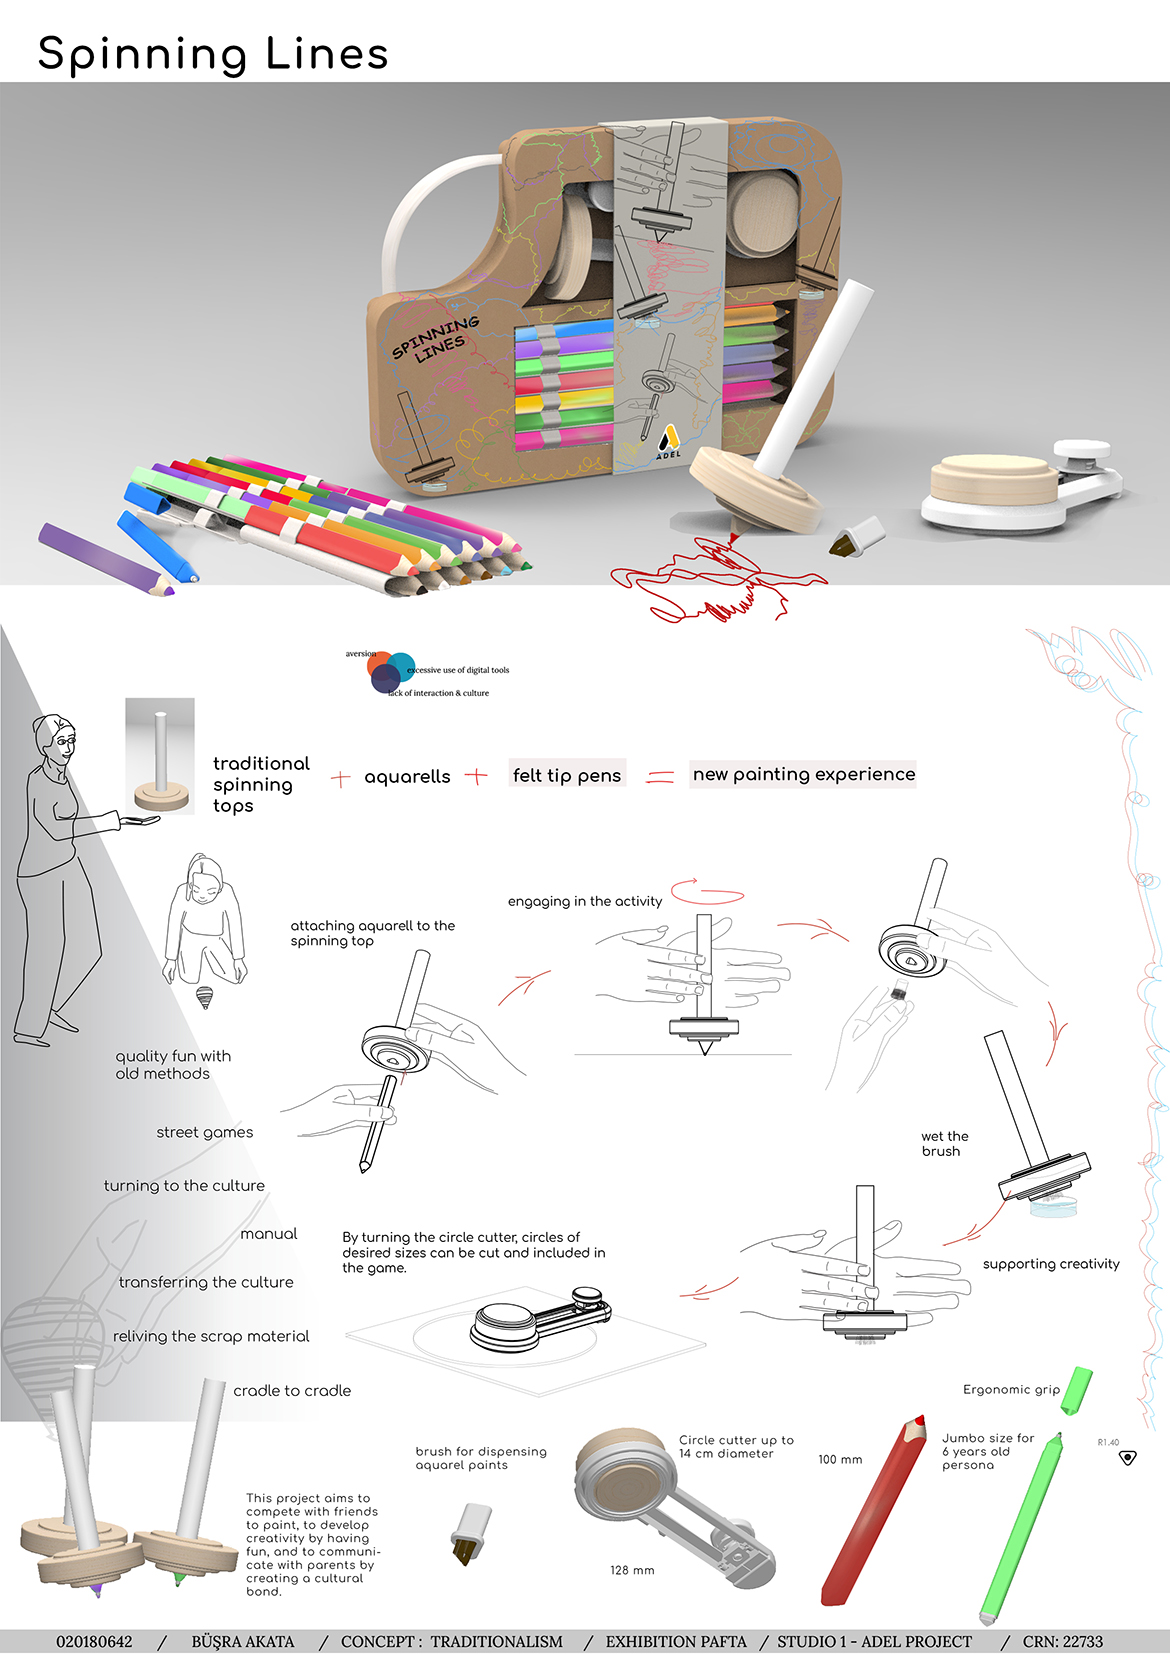 Spinning Lines
SPINNING
LINES
ADEL
aversion
excessive use of digital tools
lack of interaction & culture
traditional
spinning
tops
+ aquarells + felt tip pens = new painting experience
engaging in the activity
attaching aquarell to the
spinning top
quality fun with
old methods
street games
wet the
brush
turning to the culture
manual
By turning the circle cutter, circles of
desired sizes can be cut and included in
the game.
supporting creativity
transferring the culture
reliving the scrap material
cradle to cradle
Ergonomic grip
brush for dispensing
aquarel paints
Circle cutter up to
14 cm diameter
100 mm
Jumbo size for
6 years old
persona
R1.40
This project aims to
compete with friends
to paint, to develop
creativity by having
fun, and to communi-
cate with parents by
creating a cultural
bond.
128 mm
020180642 / BÜŞRA AKATA / CONCEPT : TRADITIONALISM / EXHIBITION PAFTA / STUDIO 1 - ADEL PROJECT / CRN: 22733